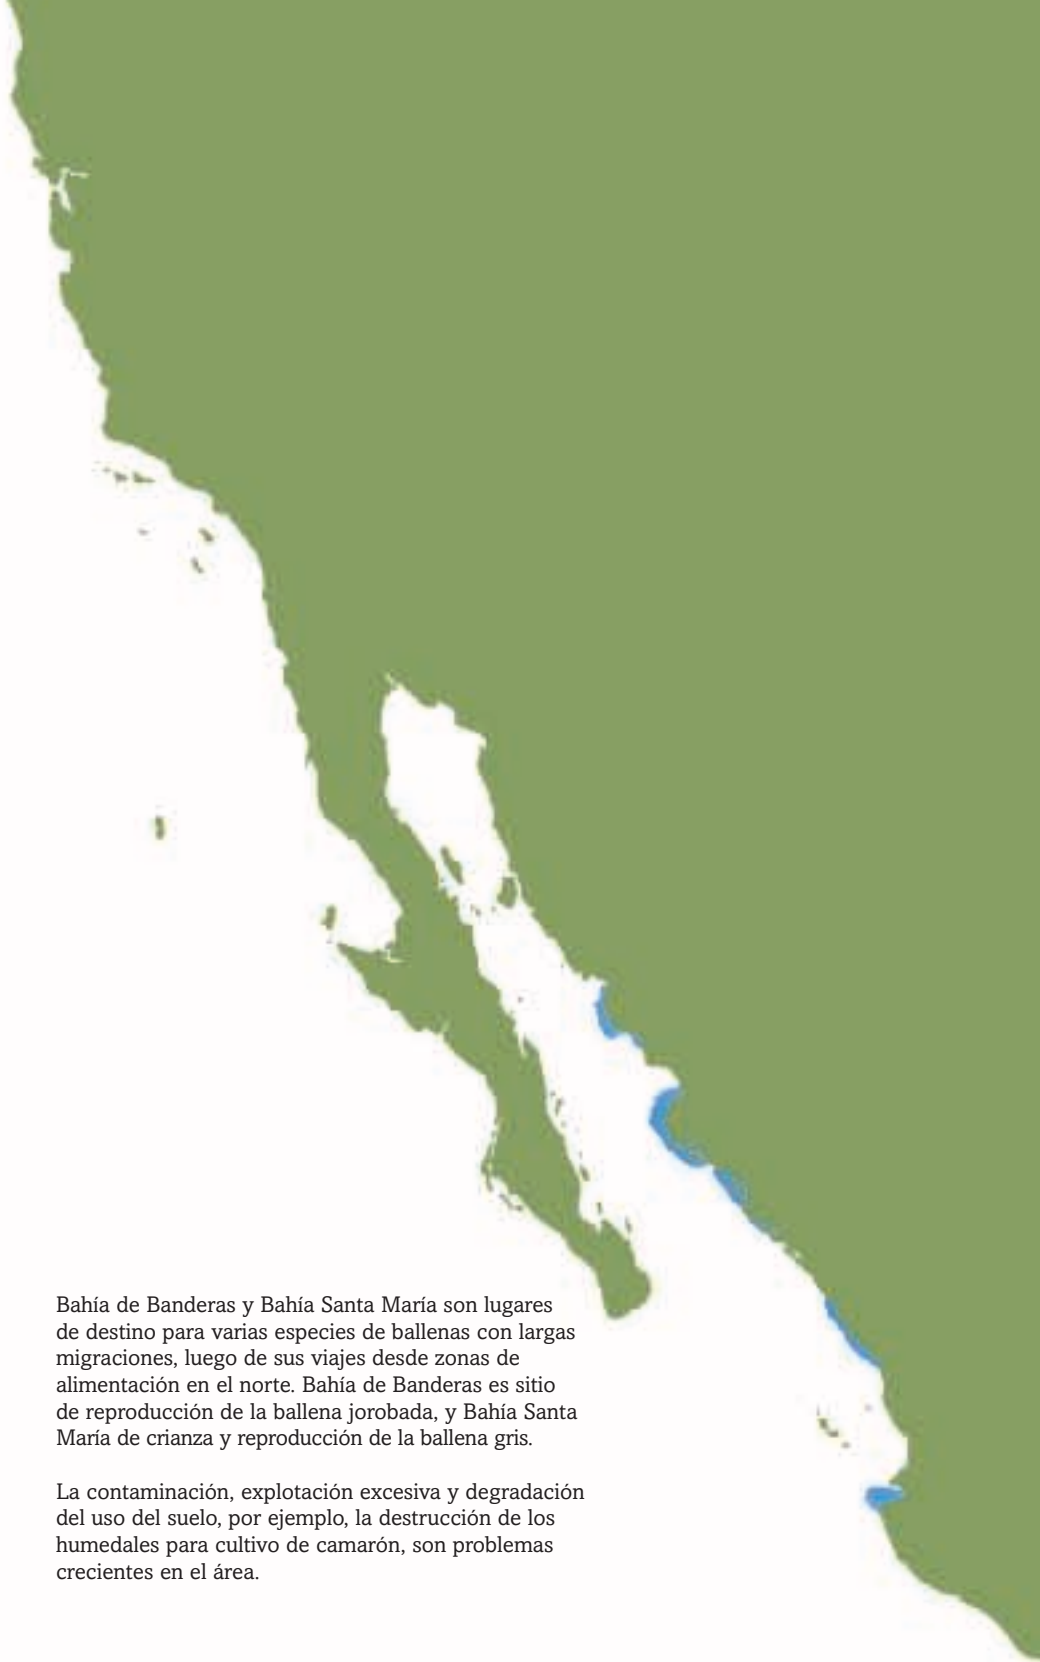 Bahía de Banderas y Bahía Santa María son lugares
de destino para varias especies de ballenas con largas
migraciones, luego de sus viajes desde zonas de
alimentación en el norte. Bahía de Banderas es sitio
de reproducción de la ballena jorobada, y Bahía Santa
María de crianza y reproducción de la ballena gris.
La contaminación, explotación excesiva y degradación
del uso del suelo, por ejemplo, la destrucción de los
humedales para cultivo de camarón, son problemas
crecientes en el área.